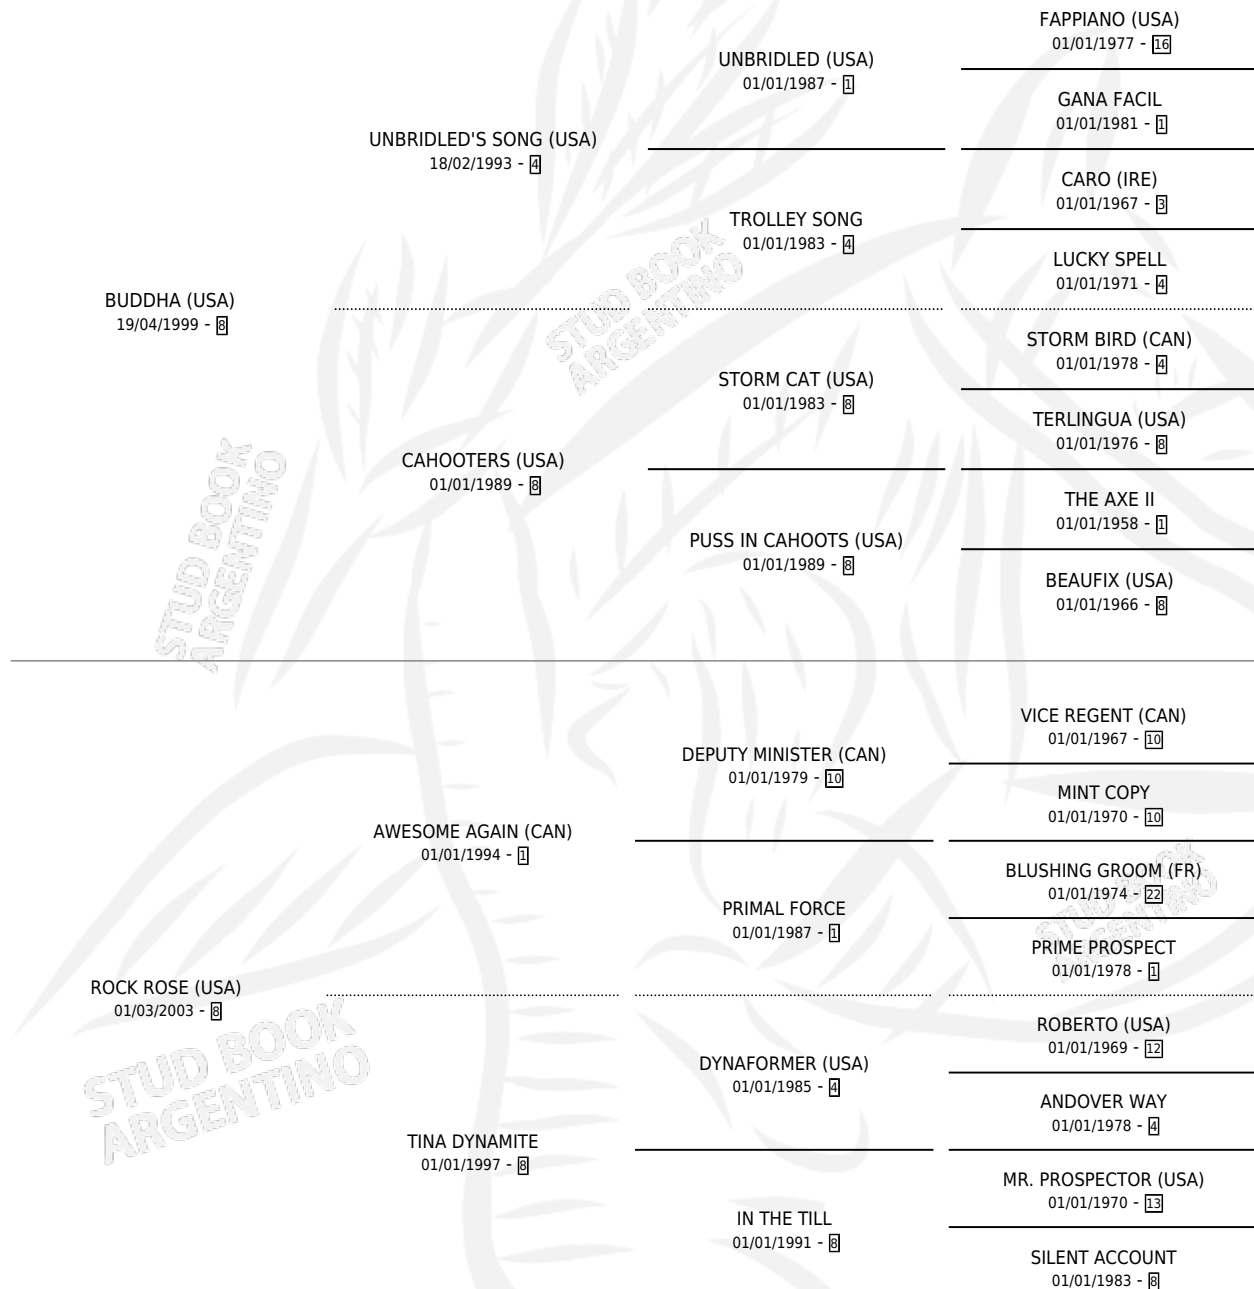 FAPPIANO (USA)
01/01/1977 - 16
UNBRIDLED (USA)
01/01/1987 - 1
GANA FACIL
01/01/1981 - 1
UNBRIDLED'S SONG (USA)
18/02/1993 - 4
CARO (IRE)
01/01/1967 - 3
TROLLEY SONG
01/01/1983 - 4
LUCKY SPELL
01/01/1971 - 4
BUDDHA (USA)
19/04/1999 - 8
STORM BIRD (CAN)
01/01/1978 - 4
STORM CAT (USA)
01/01/1983 - 8
TERLINGUA (USA)
01/01/1976 - 8
CAHOOTERS (USA)
01/01/1989 - 8
THE AXE II
01/01/1958 - 1
PUSS IN CAHOOTS (USA)
01/01/1989 - 8
BEAUFIX (USA)
01/01/1966 - 8
STUD BOOK
ARGENTINO
STUD BOOK
ARGENTINO
VICE REGENT (CAN)
01/01/1967 - 10
DEPUTY MINISTER (CAN)
01/01/1979 - 10
MINT COPY
01/01/1970 - 10
AWESOME AGAIN (CAN)
01/01/1994 - 1
BLUSHING GROOM (FR)
01/01/1974 - 22
PRIMAL FORCE
01/01/1987 - 1
PRIME PROSPECT
01/01/1978 - 1
STUD BOOK
ARGENTINO
ROCK ROSE (USA)
01/03/2003 - 8
ROBERTO (USA)
01/01/1969 - 12
DYNAFORMER (USA)
01/01/1985 - 4
ANDOVER WAY
01/01/1978 - 4
STUD BOOK
ARGENTINO
TINA DYNAMITE
01/01/1997 - 8
MR. PROSPECTOR (USA)
01/01/1970 - 13
IN THE TILL
01/01/1991 - 8
SILENT ACCOUNT
01/01/1983 - 8